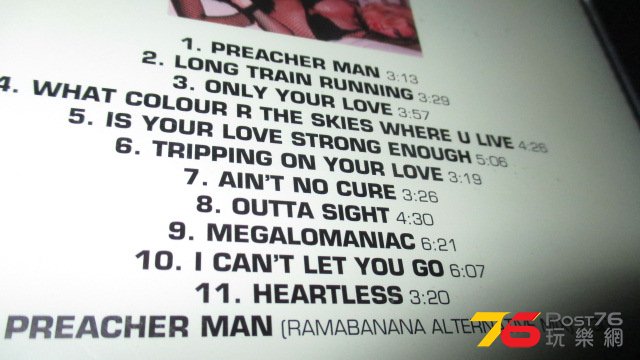 1. PREACHER MAN 3:13
2. LONG TRAIN RUNNING 3:29
3. ONLY YOUR LOVE 3:57
4. WHAT COLOUR R THE SKIES WHERE U LIVE 4:26
5. IS YOUR LOVE STRONG ENOUGH 5:06
6. TRIPPING ON YOUR LOVE 3:19
7. AIN'T NO CURE 3:26
8. OUTTA SIGHT 4:30
9. MEGALOMANIAC 6:21
10. I CAN'T LET YOU GO 6:07
11. HEARTLESS 3:20
PREACHER MAN (RAMABANANA ALTERNATIVE
76 Post76
玩樂網